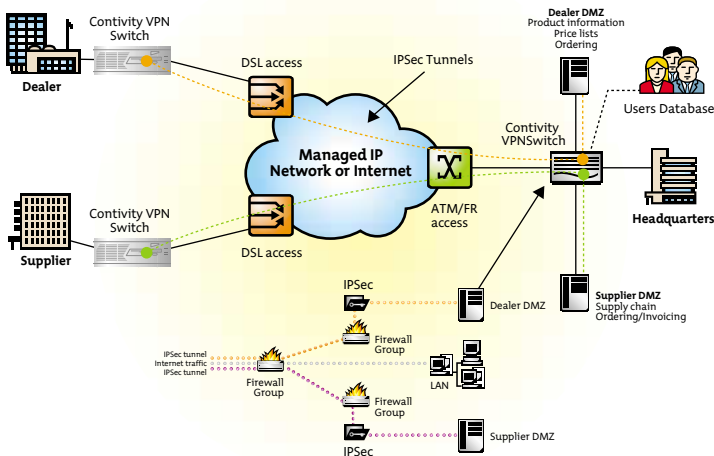 Dealer DMZ
Product information
Price lists
Ordering
Contivity VPN
Switch
DSL access
IPSec Tunnels
Dealer
Users Database
Contivity
VPNSwitch
Managed IP
Network or Internet
Contivity VPN
Switch
ATM/FR
access
Headquarters
Supplier
DSL access
IPSec
Dealer DMZ
Supplier DMZ
Supply chain
Ordering/Invoicing
Firewall
Group
IPSec tunnel
Internet traffic
IPSec tunnel
Firewall
Group
LAN
Firewall
Group
Supplier DMZ
IPSec